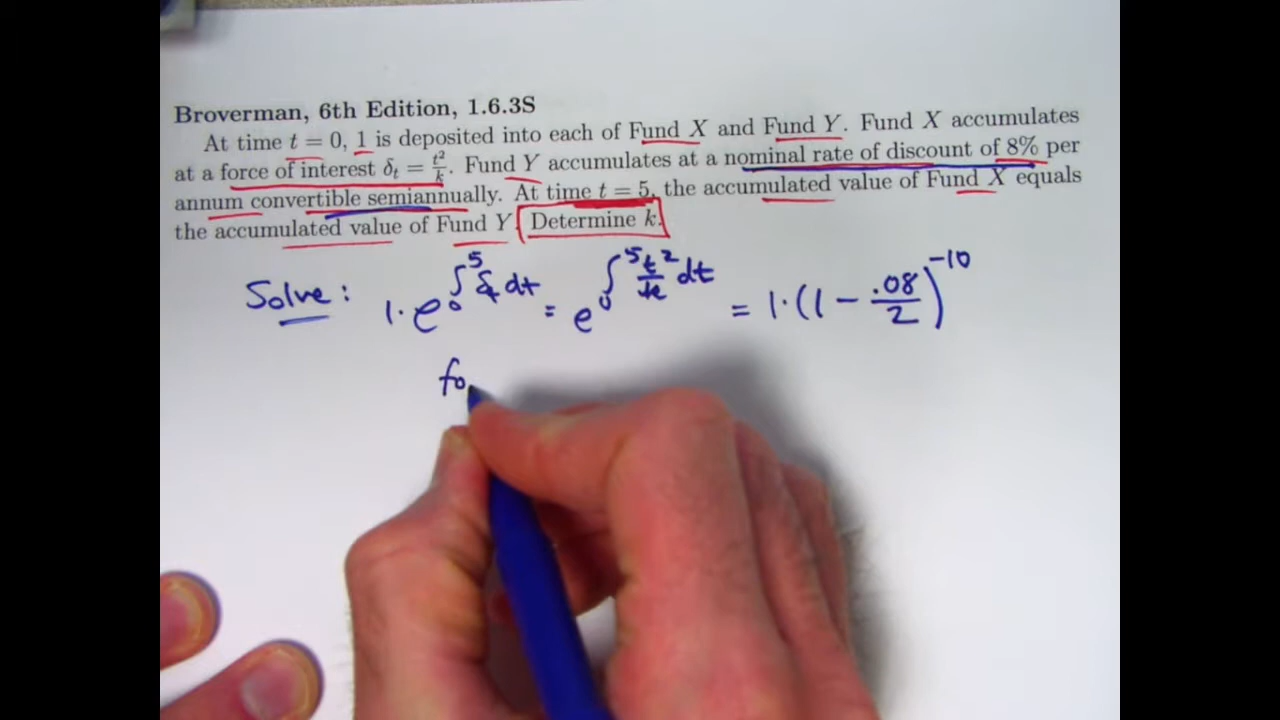 Broverman, 6th Edition, 1.6.3S
At time t = 0, 1 is deposited into each of Fund X and Fund Y. Fund X accumulates
at a force of interest δₜ = t²/k. Fund Y accumulates at a nominal rate of discount of 8% per
annum convertible semiannually. At time t = 5, the accumulated value of Fund X equals
the accumulated value of Fund Y. Determine k.
Solve: 1·e^(∫₀⁵ δₜ dt) = e^(∫₀⁵ t²/k dt) = 1·(1 − .08/2)^−10
fo